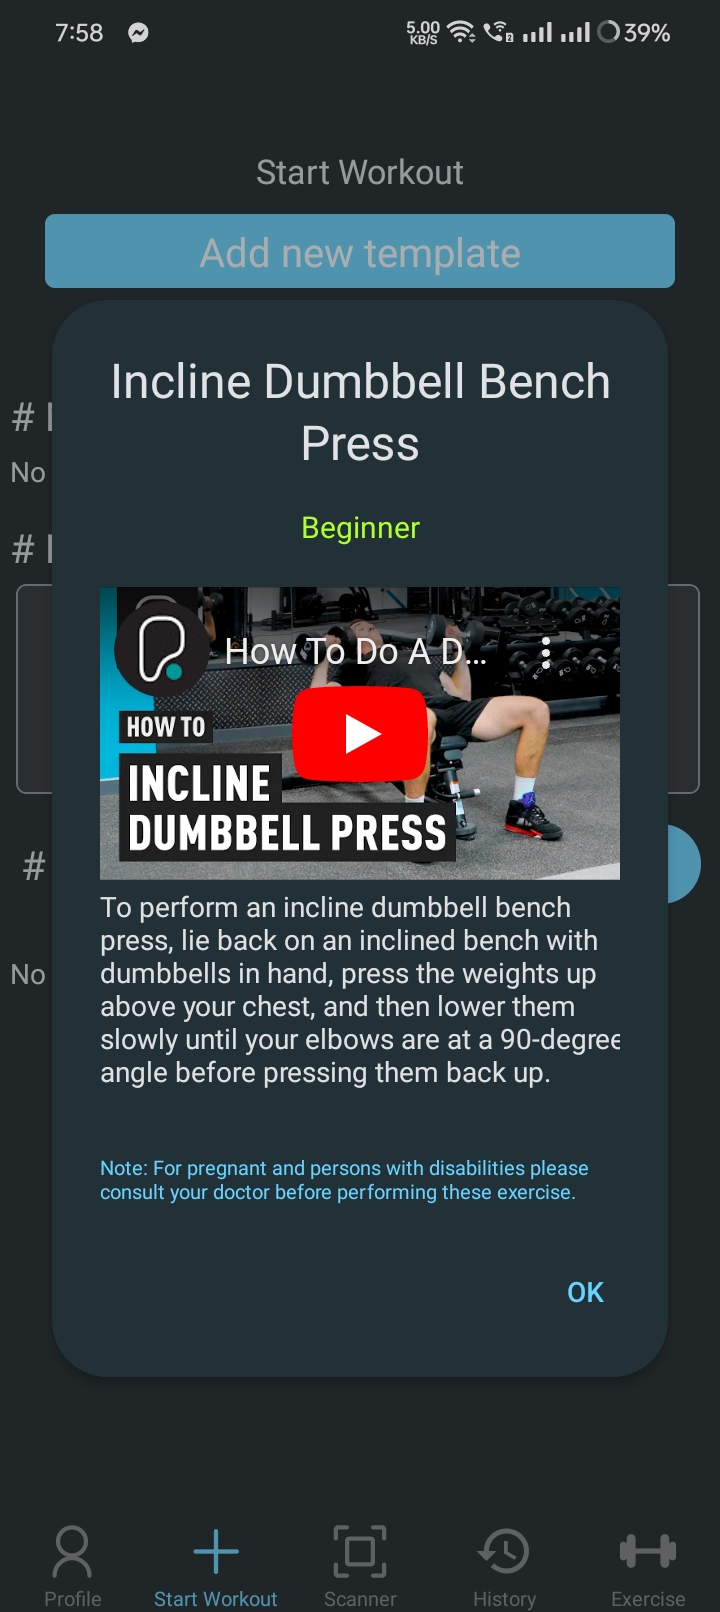 7:58
5.00
KB/S
2
39%
Start Workout
Add new template
Incline Dumbbell Bench
Press
Beginner
#
No
#
How To Do A D...
HOW TO
INCLINE
DUMBBELL PRESS
#
To perform an incline dumbbell bench
press, lie back on an inclined bench with
dumbbells in hand, press the weights up
above your chest, and then lower them
slowly until your elbows are at a 90-degree
angle before pressing them back up.
No
Note: For pregnant and persons with disabilities please
consult your doctor before performing these exercise.
OK
Profile
Start Workout
Scanner
History
Exercise